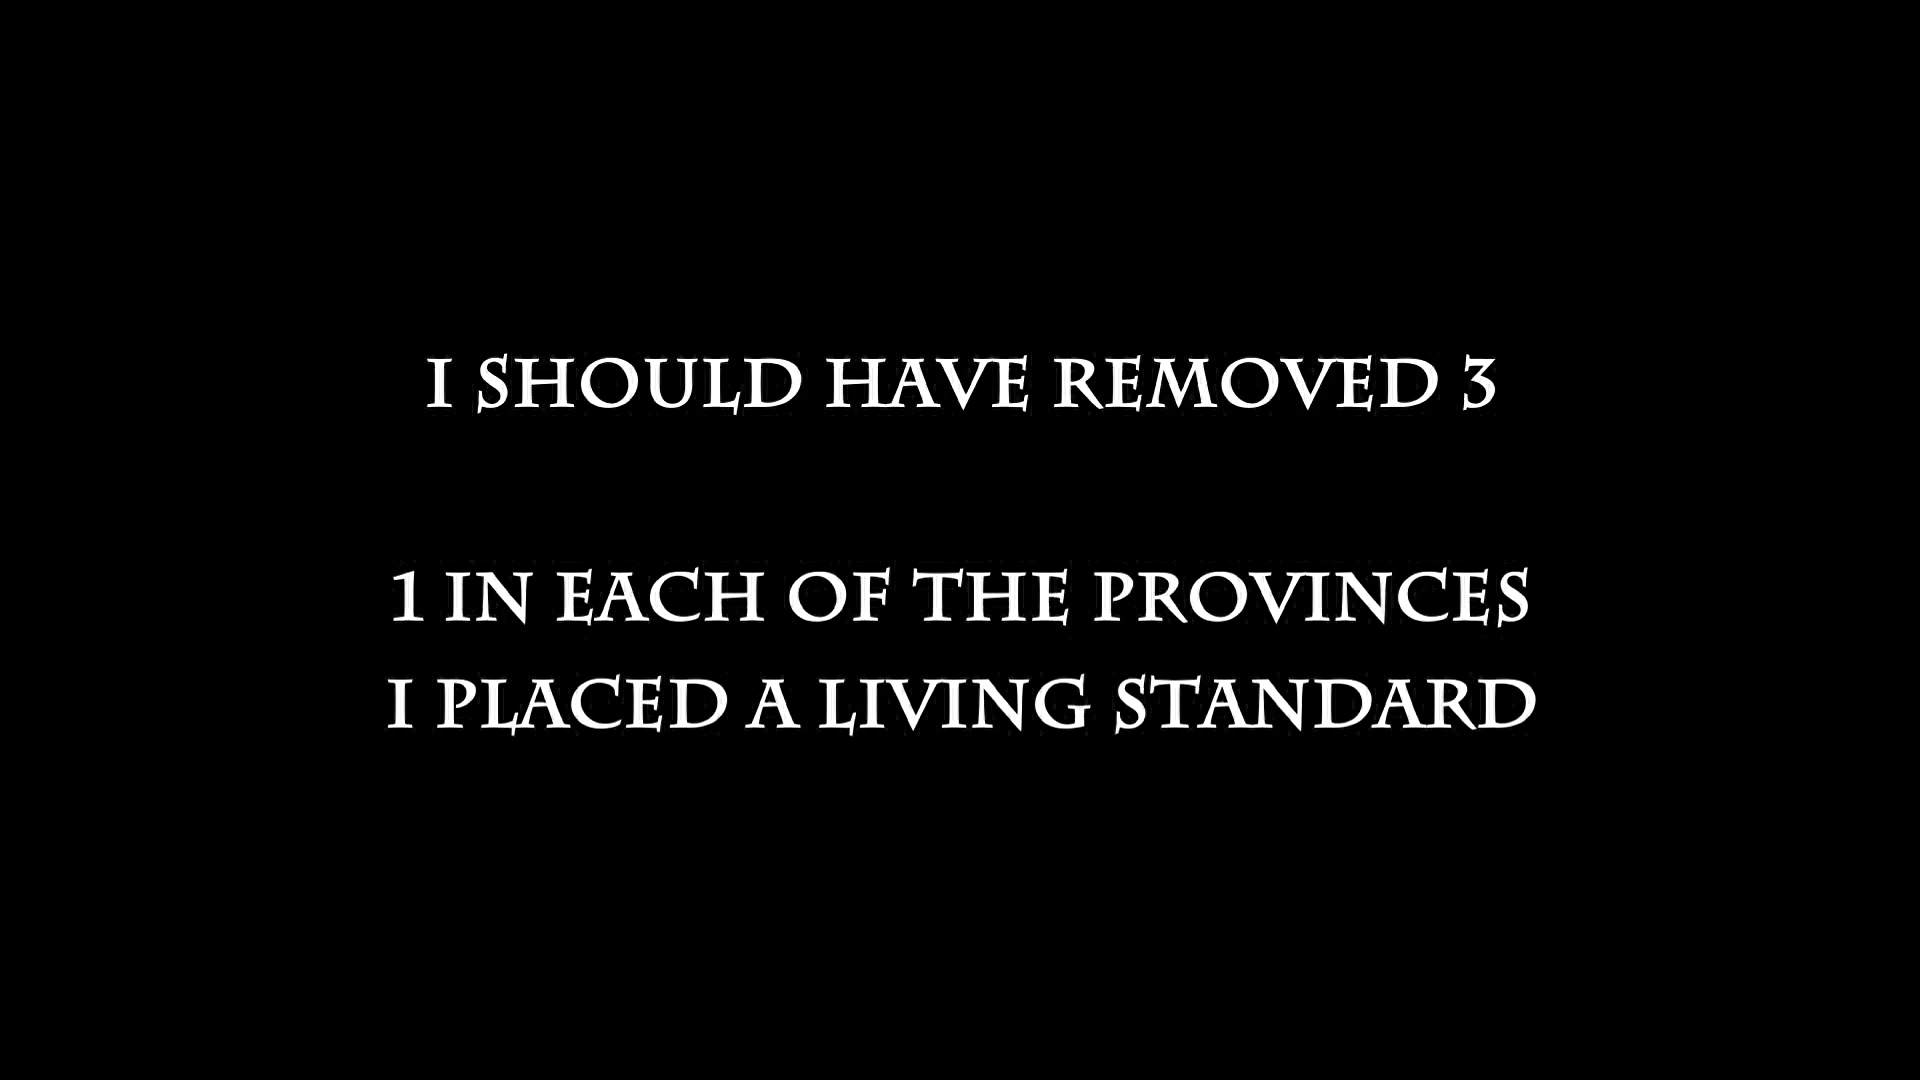 I SHOULD HAVE REMOVED 3
1 IN EACH OF THE PROVINCES
I PLACED A LIVING STANDARD